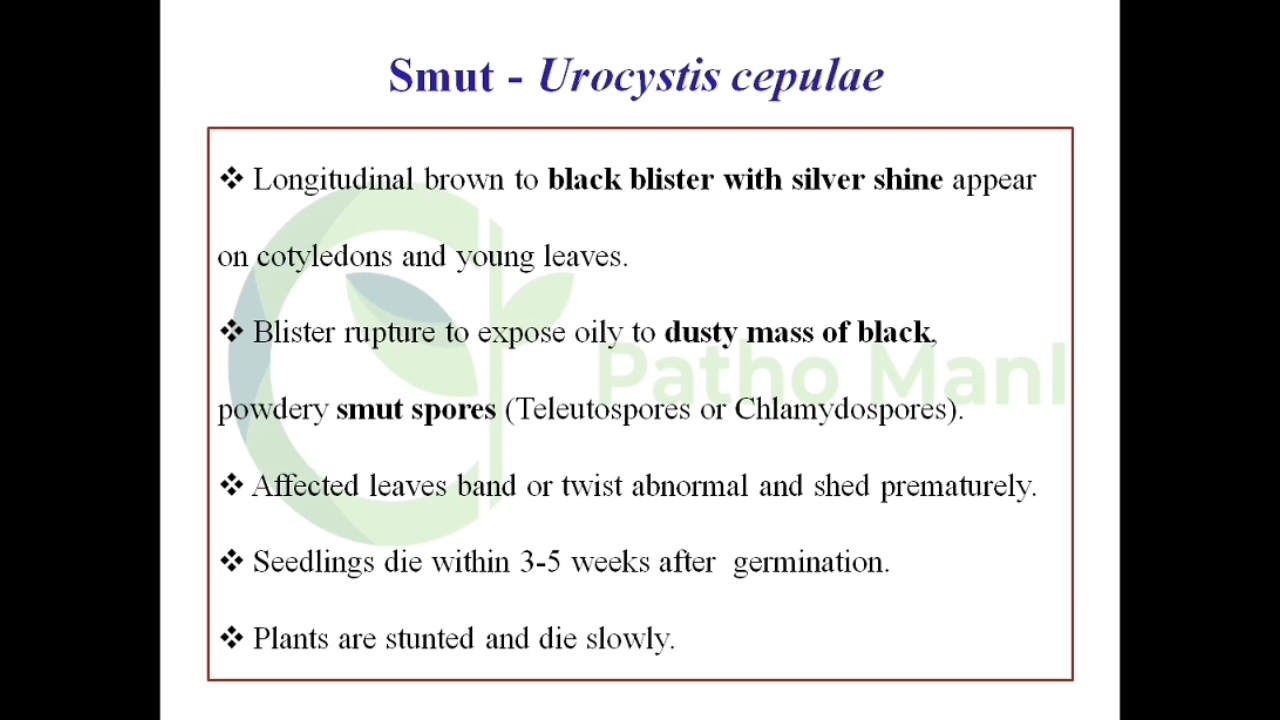 Smut - Urocystis cepulae
❖ Longitudinal brown to black blister with silver shine appear
on cotyledons and young leaves.
❖ Blister rupture to expose oily to dusty mass of black,
powdery smut spores (Teleutospores or Chlamydospores).
❖ Affected leaves band or twist abnormal and shed prematurely.
❖ Seedlings die within 3-5 weeks after germination.
❖ Plants are stunted and die slowly.
Patho ManI